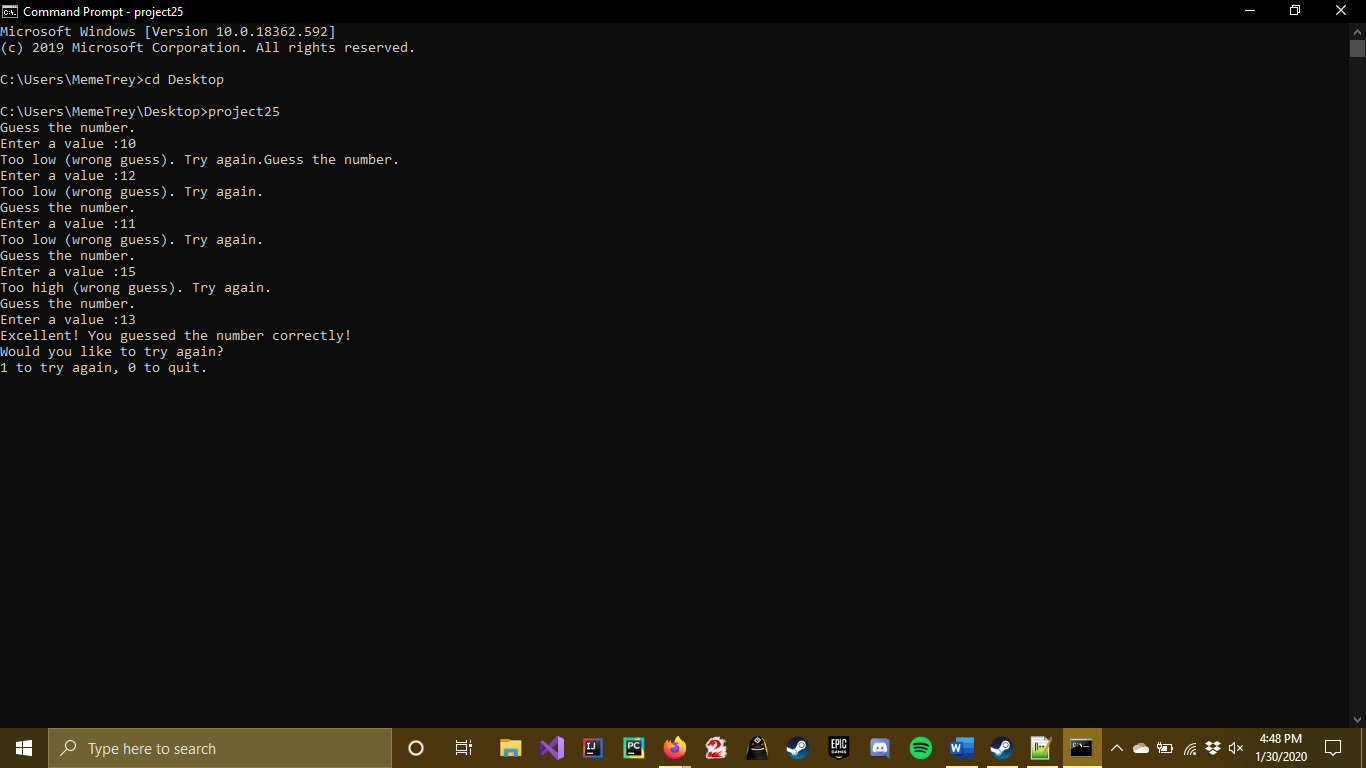 Command Prompt - project25
Microsoft Windows [Version 10.0.18362.592]
(c) 2019 Microsoft Corporation. All rights reserved.
C:\Users\MemeTrey>cd Desktop
C:\Users\MemeTrey\Desktop>project25
Guess the number.
Enter a value :10
Too low (wrong guess). Try again.Guess the number.
Enter a value :12
Too low (wrong guess). Try again.
Guess the number.
Enter a value :11
Too low (wrong guess). Try again.
Guess the number.
Enter a value :15
Too high (wrong guess). Try again.
Guess the number.
Enter a value :13
Excellent! You guessed the number correctly!
Would you like to try again?
1 to try again, 0 to quit.
Type here to search
IJ
PC
EPIC
GAMES
W
4:48 PM
1/30/2020